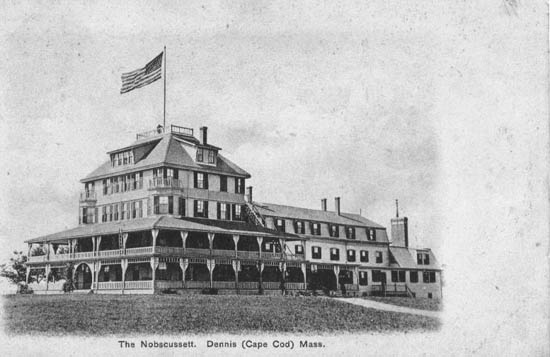 The Nobscussett. Dennis (Cape Cod) Mass.